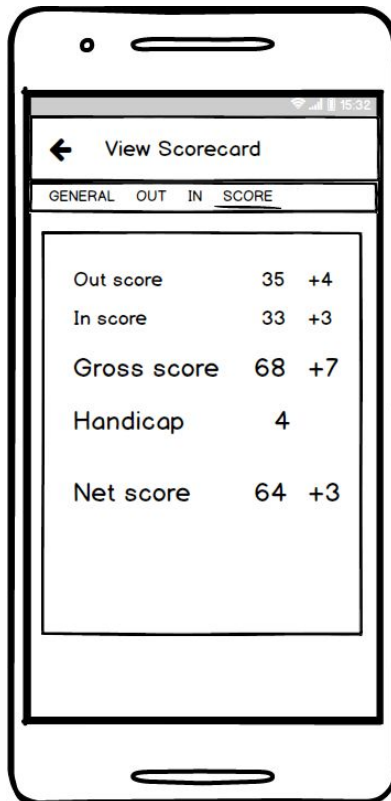 15:32
View Scorecard
GENERAL OUT IN SCORE
Out score 35 +4
In score 33 +3
Gross score 68 +7
Handicap 4
Net score 64 +3